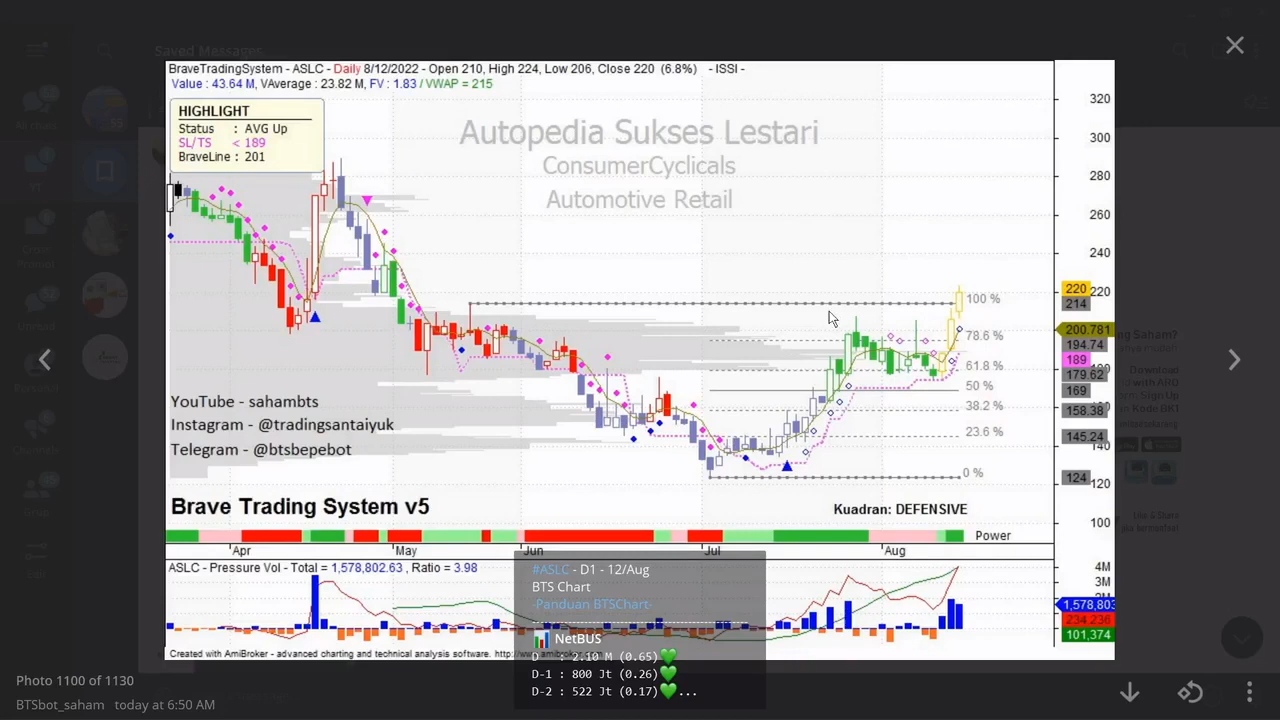 Saved Messages
BraveTradingSystem - ASLC - Daily 8/12/2022 - Open 210, High 224, Low 206, Close 220 (6.8%) - ISSI -
Value : 43.64 M, VAverage : 23.82 M, FV : 1.83 / VWAP = 215
HIGHLIGHT
Status : AVG Up
SL/TS < 189
BraveLine : 201
Autopedia Sukses Lestari
ConsumerCyclicals
Automotive Retail
320
300
280
260
240
220
220
214
200.781
194.74
189
179.62
169
158.38
145.24
140
124
120
100
100 %
78.6 %
61.8 %
50 %
38.2 %
23.6 %
0 %
YouTube - sahambts
Instagram - @tradingsantaiyuk
Telegram - @btsbepebot
Brave Trading System v5
Kuadran: DEFENSIVE
Power
Apr May Jun Jul Aug
ASLC - Pressure Vol - Total = 1,578,802.63 , Ratio = 3.98
4M
3M
1,578,803
234,236
101,374
Created with AmiBroker - advanced charting and technical analysis software. http://www.amibroker.com
#ASLC - D1 - 12/Aug
BTS Chart
-Panduan BTSChart-
NetBUS
D : 2.10 M (0.65)
D-1 : 800 Jt (0.26)
D-2 : 522 Jt (0.17)...
Photo 1100 of 1130
BTSbot_saham today at 6:50 AM